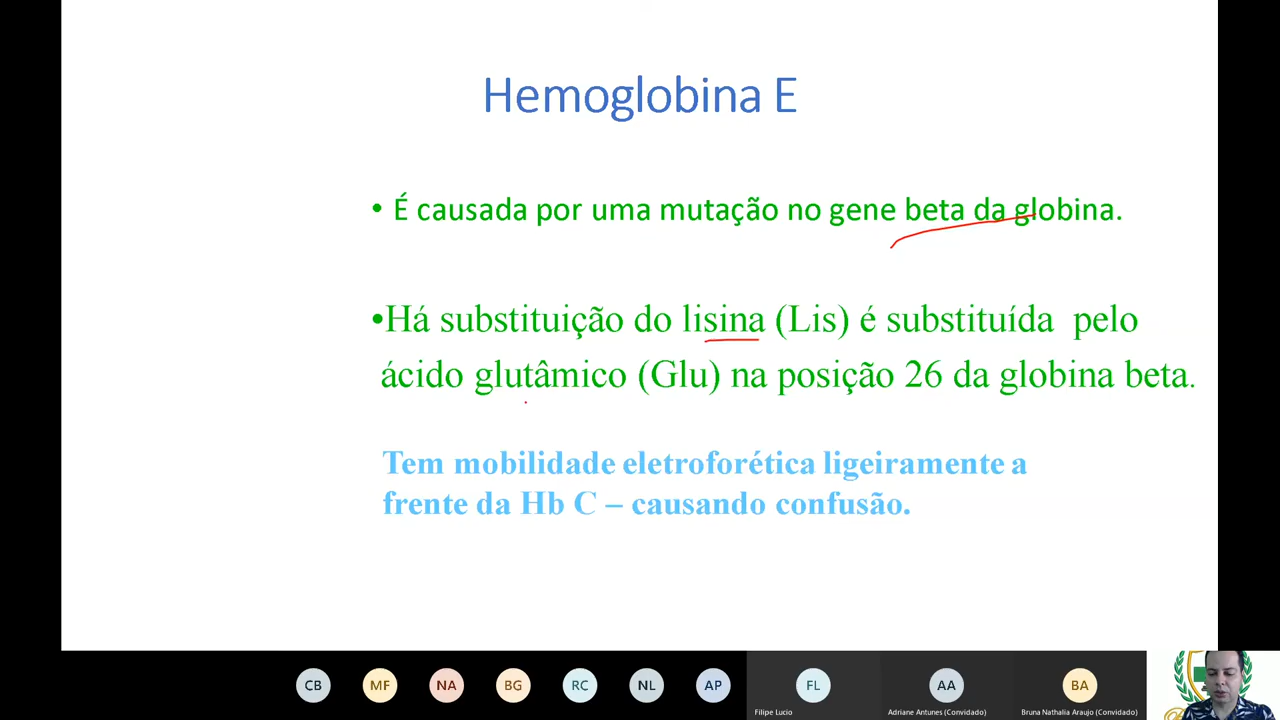 Hemoglobina E
• É causada por uma mutação no gene beta da globina.
•Há substituição do lisina (Lis) é substituída pelo
ácido glutâmico (Glu) na posição 26 da globina beta.
Tem mobilidade eletroforética ligeiramente a
frente da Hb C – causando confusão.
CB MF NA BG RC NL AP FL AA BA
Filipe Lucio Adriane Antunes (Convidado) Bruna Nathalia Araujo (Convidado)